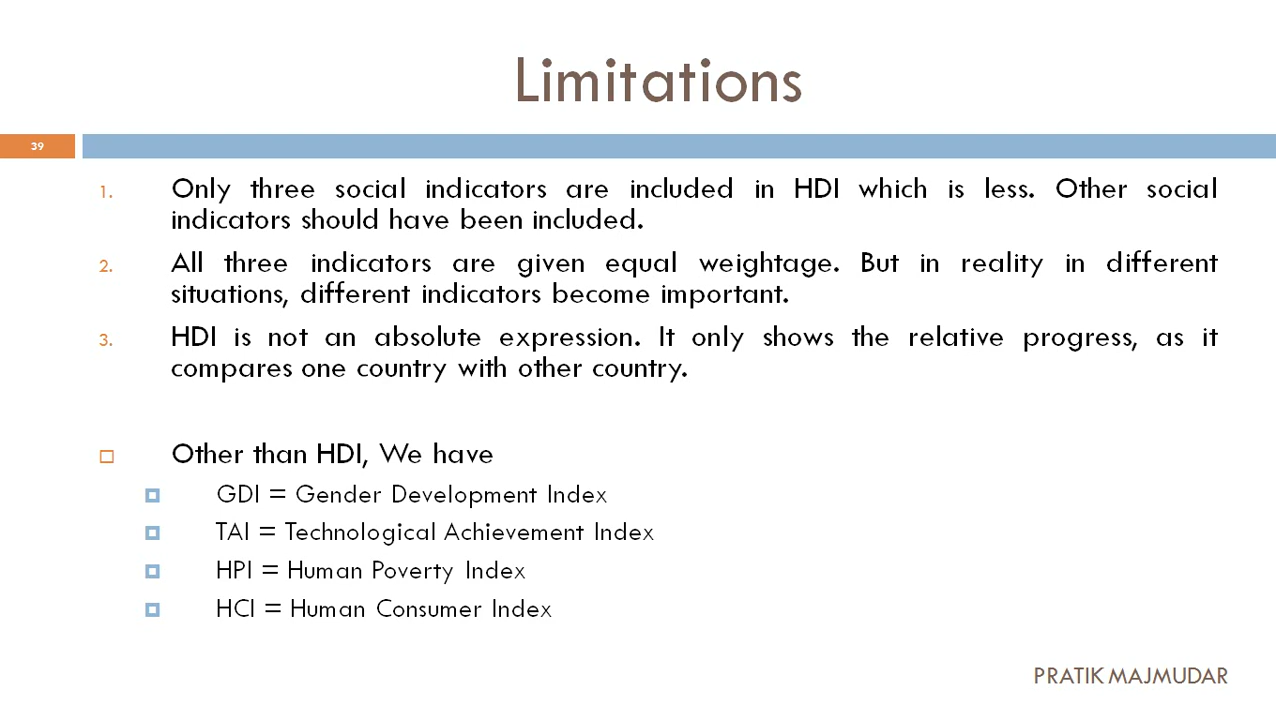 Limitations
39
1. Only three social indicators are included in HDI which is less. Other social
indicators should have been included.
2. All three indicators are given equal weightage. But in reality in different
situations, different indicators become important.
3. HDI is not an absolute expression. It only shows the relative progress, as it
compares one country with other country.
Other than HDI, We have
GDI = Gender Development Index
TAI = Technological Achievement Index
HPI = Human Poverty Index
HCI = Human Consumer Index
PRATIK MAJMUDAR